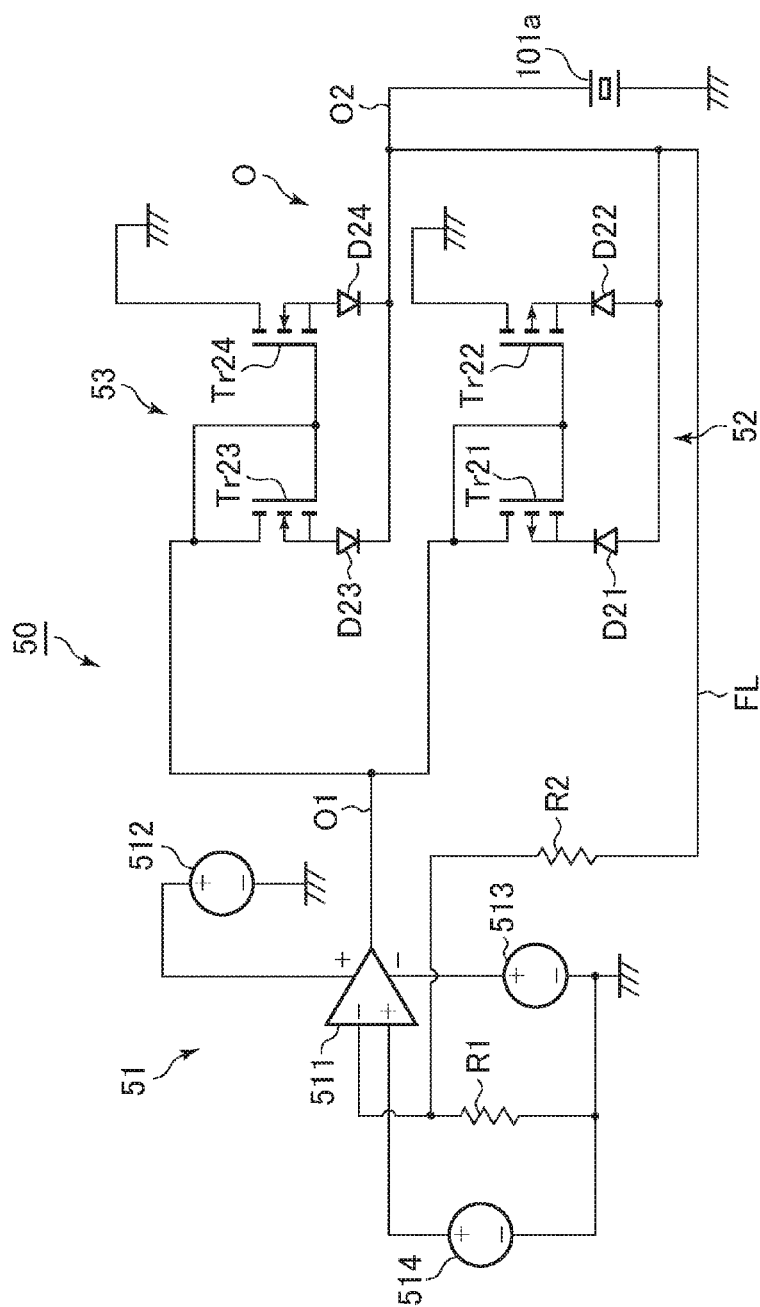 50
51
511
512
513
514
O1
R1
R2
FL
53
Tr23
Tr24
D23
D24
O
O2
101a
Tr21
Tr22
D21
D22
52
+
−
+
−
+
−
+
−
+
−